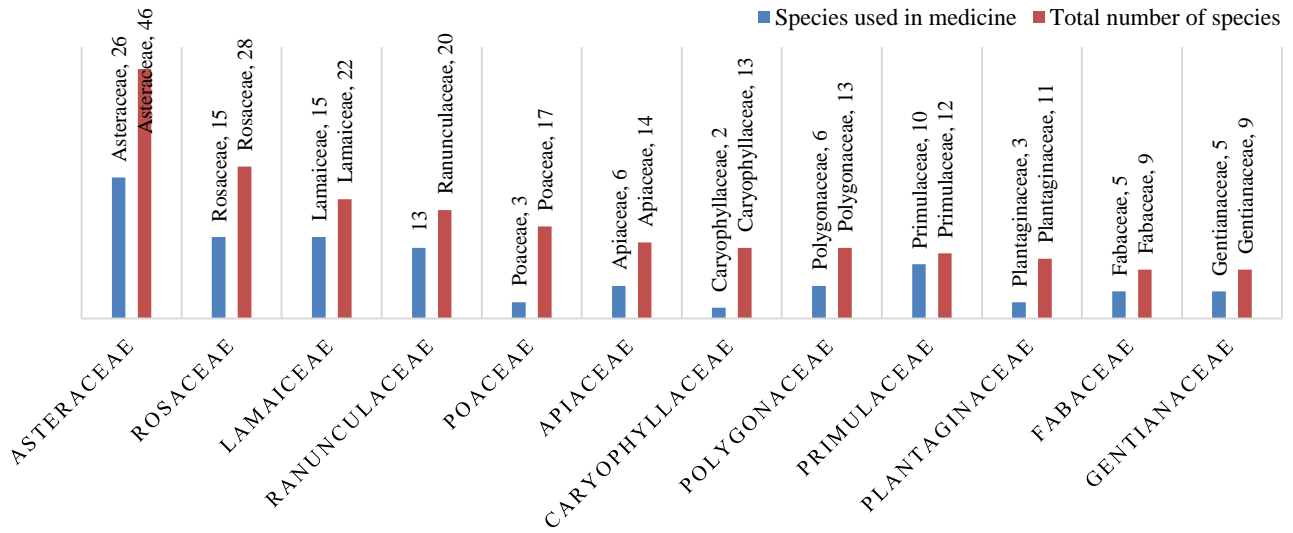 Species used in medicine
Total number of species
Asteraceae, 26
Asteraceae, 46
Rosaceae, 15
Rosaceae, 28
Lamaiceae, 15
Lamaiceae, 22
13
Ranunculaceae, 20
Poaceae, 3
Poaceae, 17
Apiaceae, 6
Apiaceae, 14
Caryophyllaceae, 2
Caryophyllaceae, 13
Polygonaceae, 6
Polygonaceae, 13
Primulaceae, 10
Primulaceae, 12
Plantaginaceae, 3
Plantaginaceae, 11
Fabaceae, 5
Fabaceae, 9
Gentianaceae, 5
Gentianaceae, 9
ASTERACEAE
ROSACEAE
LAMAICEAE
RANUNCULACEAE
POACEAE
APIACEAE
CARYOPHYLLACEAE
POLYGONACEAE
PRIMULACEAE
PLANTAGINACEAE
FABACEAE
GENTIANACEAE